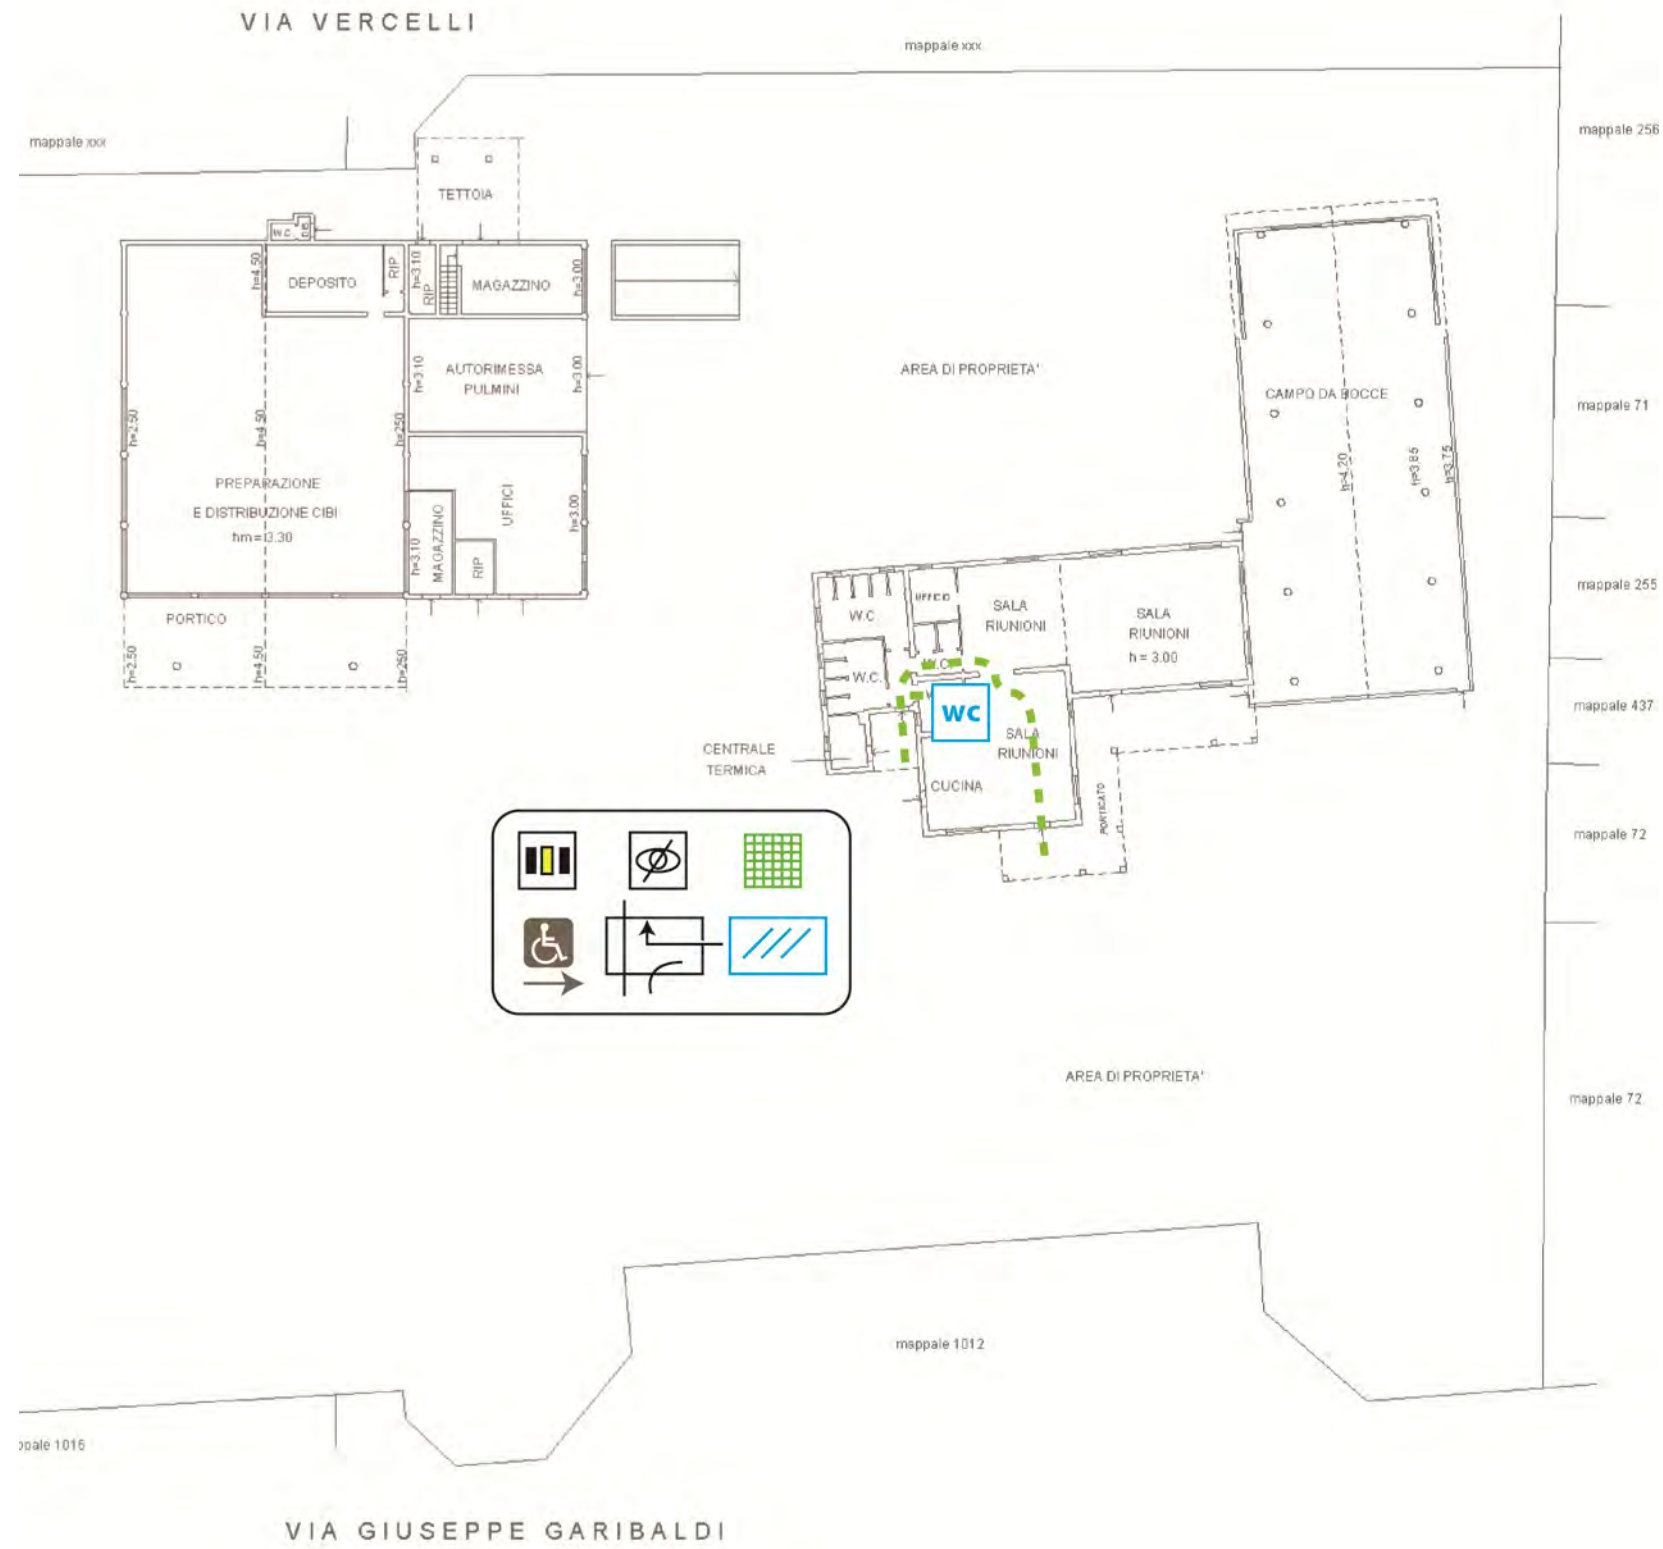 VIA VERCELLI
mappale xxx
mappale xxx
mappale 256
TETTOIA
W.C.
h=4.50
DEPOSITO
RIP
h=3.10
RIP
MAGAZZINO
h=3.00
AREA DI PROPRIETA'
AUTORIMESSA
PULMINI
h=3.10
h=3.00
CAMPO DA BOCCE
mappale 71
h=2.50
h=4.50
h=250
h=4.20
h=3.85
h=3.75
PREPARAZIONE
E DISTRIBUZIONE CIBI
hm=3.30
UFFICI
h=3.00
MAGAZZINO
h=3.10
RIP
mappale 255
PORTICO
h=2.50
h=4.50
h=250
W.C.
UFFICIO
SALA
RIUNIONI
SALA
RIUNIONI
h = 3.00
W.C.
W.C.
WC
mappale 437
SALA
RIUNIONI
CENTRALE
TERMICA
CUCINA
PORTICATO
mappale 72
AREA DI PROPRIETA'
mappale 72
mappale 1012
ppale 1016
VIA GIUSEPPE GARIBALDI